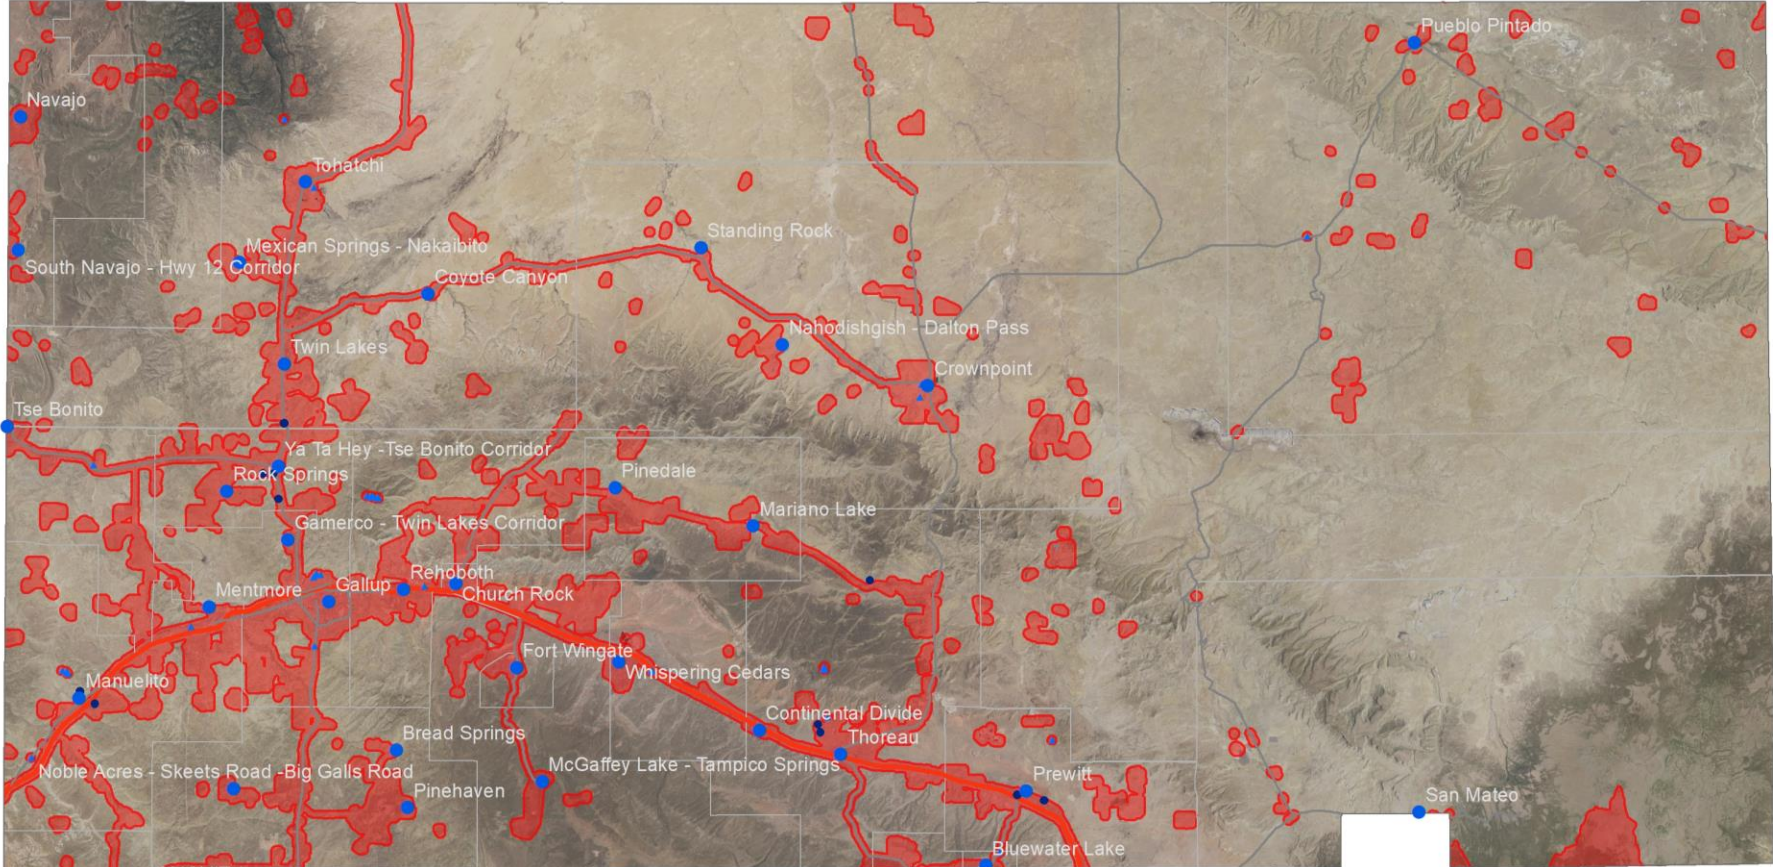 Pueblo Pintado
Navajo
Tohatchi
Standing Rock
Mexican Springs - Nakaibito
South Navajo - Hwy 12 Corridor
Coyote Canyon
Nahodishgish - Dalton Pass
Twin Lakes
Crownpoint
Tse Bonito
Ya Ta Hey -Tse Bonito Corridor
Rock Springs
Pinedale
Mariano Lake
Gamerco - Twin Lakes Corridor
Rehoboth
Mentmore
Gallup
Church Rock
Fort Wingate
Whispering Cedars
Manuelito
Continental Divide
Bread Springs
Thoreau
McGaffey Lake - Tampico Springs
Noble Acres - Skeets Road -Big Galls Road
Prewitt
Pinehaven
San Mateo
Bluewater Lake